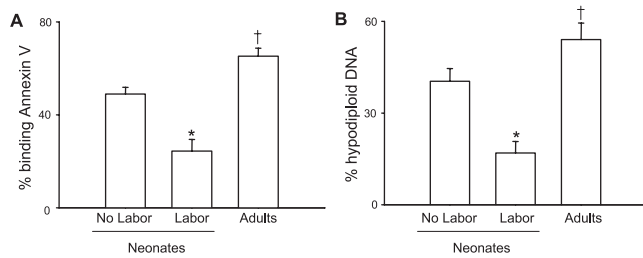 A
B
80
40
0
% binding Annexin V
*
†
No Labor Labor Adults
Neonates
60
30
0
% hypodiploid DNA
*
†
No Labor Labor Adults
Neonates